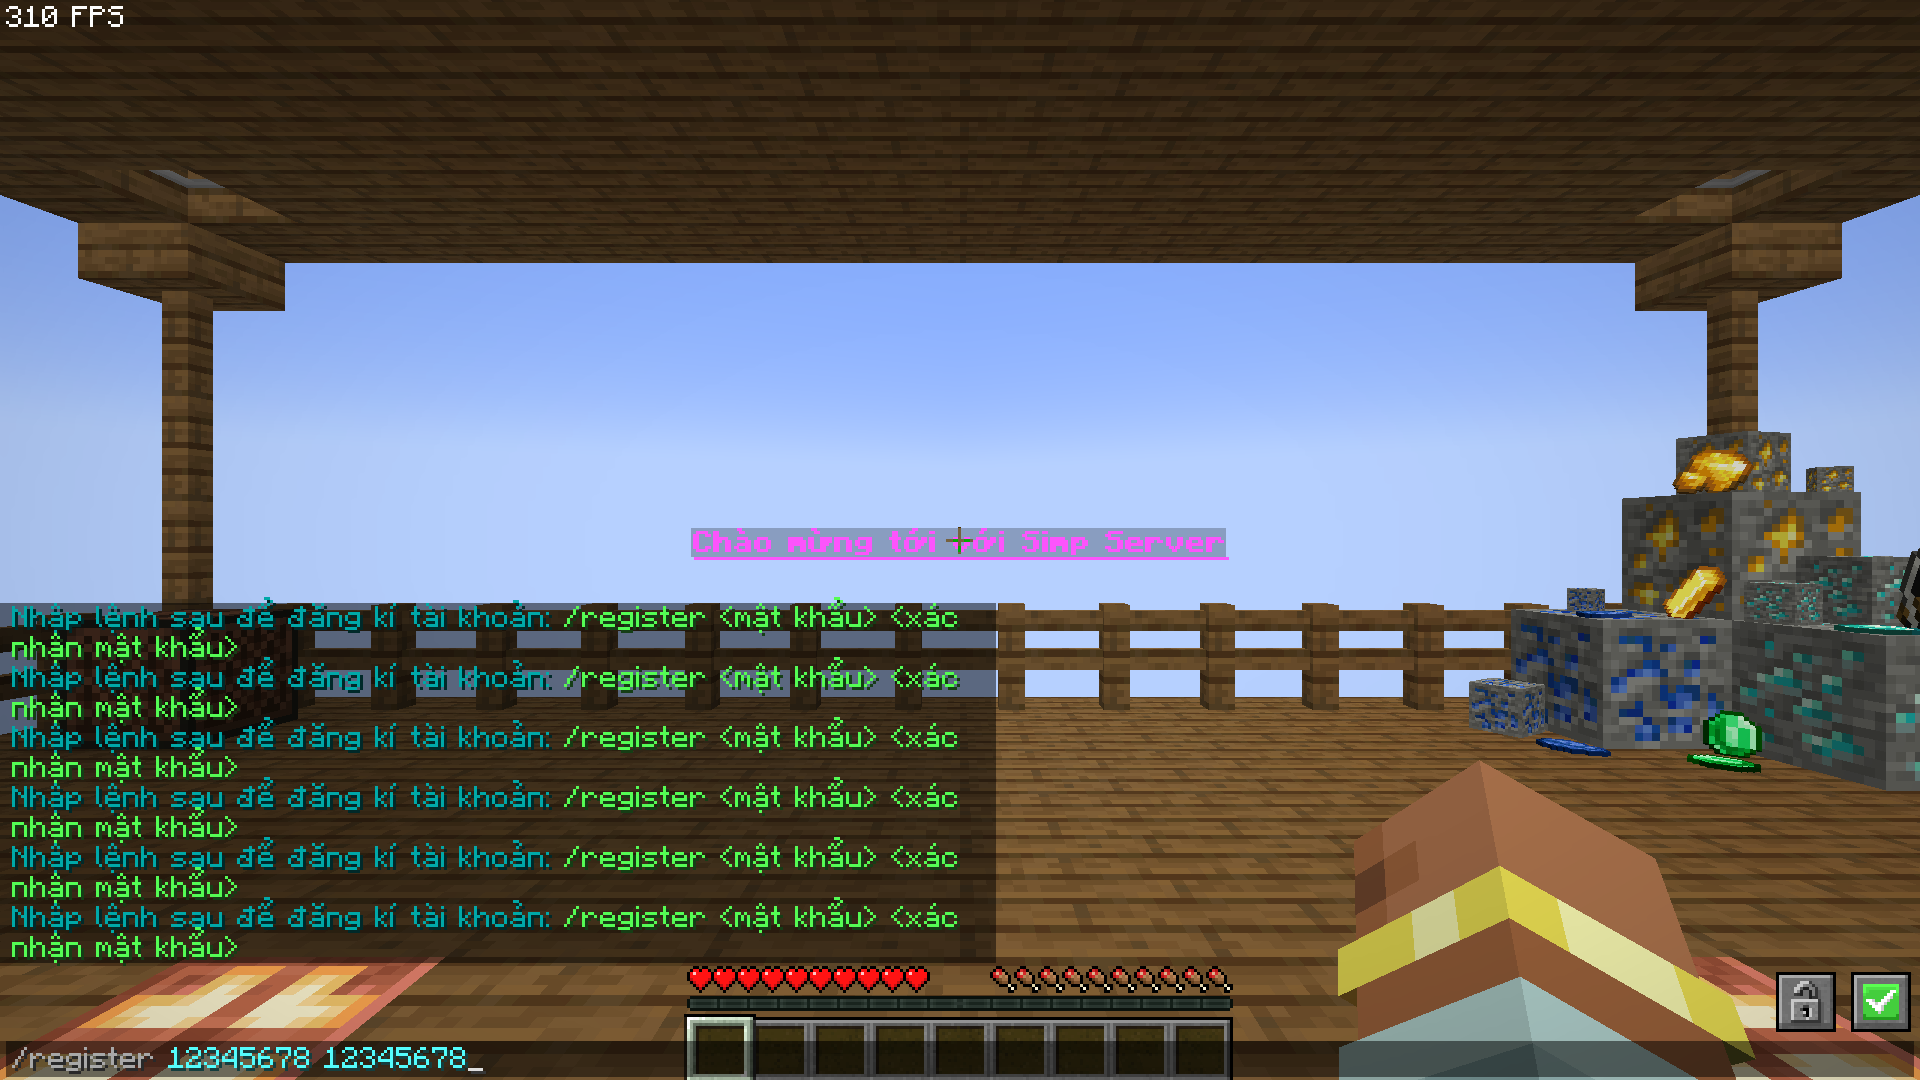 310 FPS
Chào mừng tới với Simp Server
Nhập lệnh sau để đăng kí tài khoản: /register <mật khẩu> <xác
nhận mật khẩu>
Nhập lệnh sau để đăng kí tài khoản: /register <mật khẩu> <xác
nhận mật khẩu>
Nhập lệnh sau để đăng kí tài khoản: /register <mật khẩu> <xác
nhận mật khẩu>
Nhập lệnh sau để đăng kí tài khoản: /register <mật khẩu> <xác
nhận mật khẩu>
Nhập lệnh sau để đăng kí tài khoản: /register <mật khẩu> <xác
nhận mật khẩu>
Nhập lệnh sau để đăng kí tài khoản: /register <mật khẩu> <xác
nhận mật khẩu>
/register 12345678 12345678_